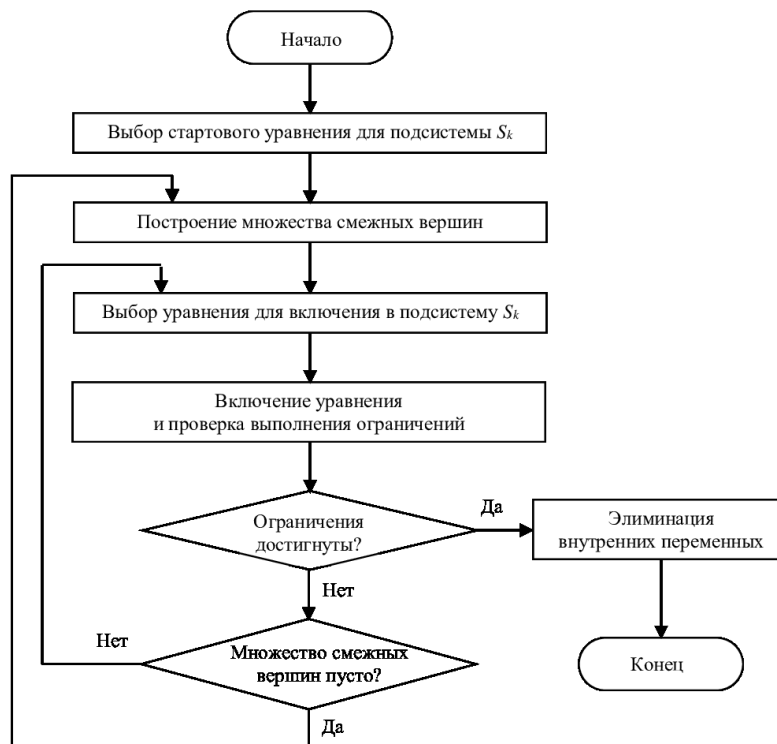 Начало
Выбор стартового уравнения для подсистемы Sk
Построение множества смежных вершин
Выбор уравнения для включения в подсистему Sk
Включение уравнения
и проверка выполнения ограничений
Ограничения
достигнуты?
Да
Элиминация
внутренних переменных
Нет
Нет
Множество смежных
вершин пусто?
Конец
Да